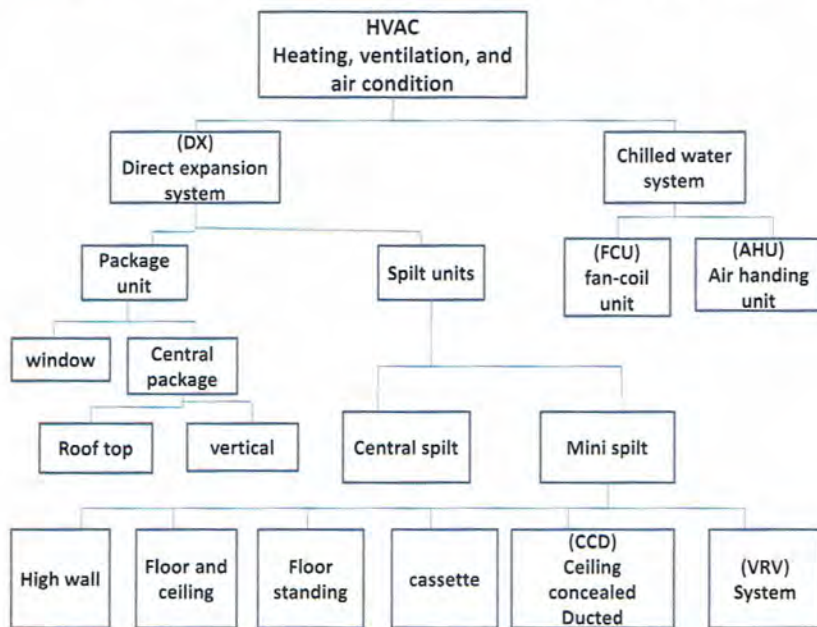 HVAC
Heating, ventilation, and
air condition
(DX)
Direct expansion
system
Chilled water
system
Package
unit
Spilt units
(FCU)
fan-coil
unit
(AHU)
Air handing
unit
window
Central
package
Roof top
vertical
Central spilt
Mini spilt
High wall
Floor and
ceiling
Floor
standing
cassette
(CCD)
Ceiling
concealed
Ducted
(VRV)
System